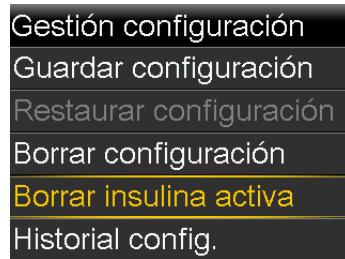 Gestión configuración
Guardar configuración
Restaurar configuración
Borrar configuración
Borrar insulina activa
Historial config.